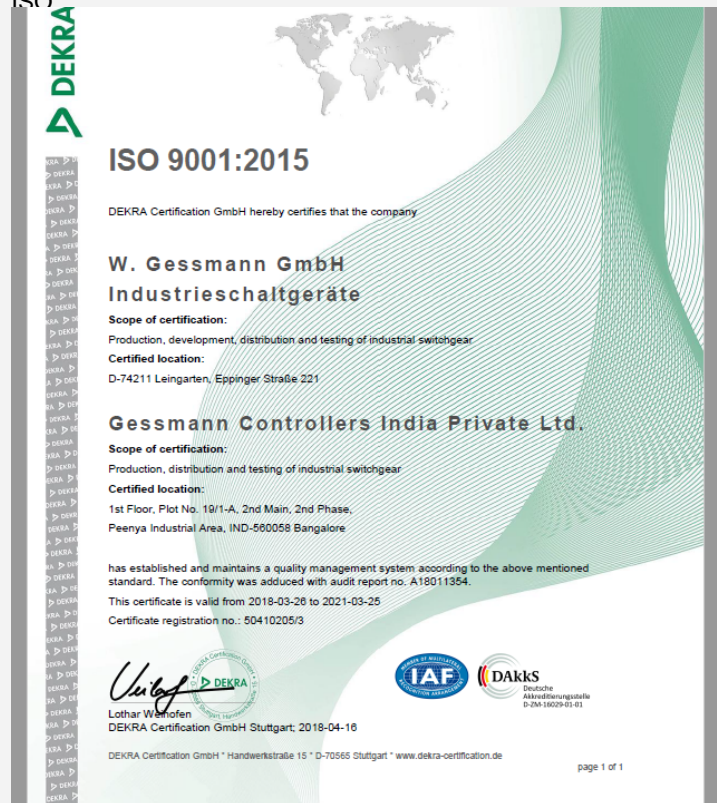 ISO
DEKRA
ISO 9001:2015
DEKRA Certification GmbH hereby certifies that the company
W. Gessmann GmbH
Industrieschaltgeräte
Scope of certification:
Production, development, distribution and testing of industrial switchgear
Certified location:
D-74211 Leingarten, Eppinger Straße 221
Gessmann Controllers India Private Ltd.
Scope of certification:
Production, distribution and testing of industrial switchgear
Certified location:
1st Floor, Plot No. 19/1-A, 2nd Main, 2nd Phase,
Peenya Industrial Area, IND-560058 Bangalore
has established and maintains a quality management system according to the above mentioned
standard. The conformity was adduced with audit report no. A18011354.
This certificate is valid from 2018-03-26 to 2021-03-25
Certificate registration no.: 50410205/3
DEKRA
MEMBER OF MULTILATERAL
RECOGNITION ARRANGEMENT
IAF
DAkkS
Deutsche
Akkreditierungsstelle
D-ZM-16029-01-01
Lothar Weihofen
DEKRA Certification GmbH Stuttgart; 2018-04-16
DEKRA Certification GmbH * Handwerkstraße 15 * D-70565 Stuttgart * www.dekra-certification.de
page 1 of 1